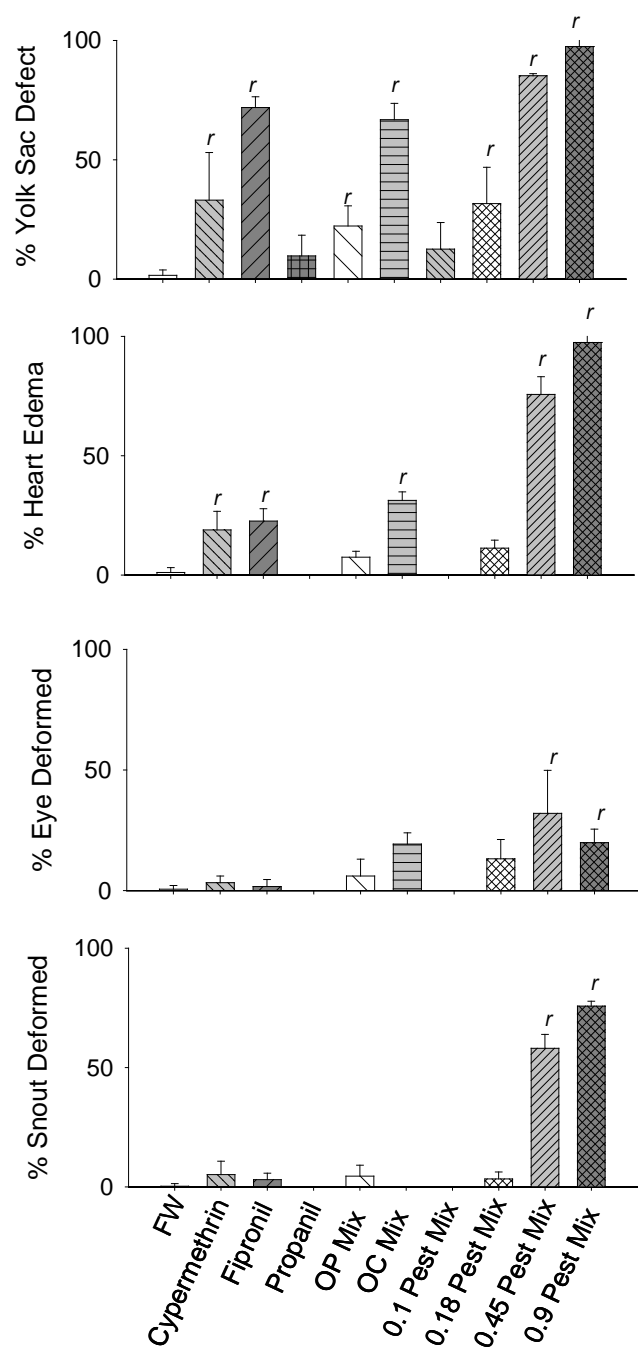 % Yolk Sac Defect
100
50
0
r
r
r
r
r
r
r
% Heart Edema
100
50
0
r
r
r
r
r
% Eye Deformed
100
50
0
r
r
% Snout Deformed
100
50
0
r
r
FW
Cypermethrin
Fipronil
Propanil
OP Mix
OC Mix
0.1 Pest Mix
0.18 Pest Mix
0.45 Pest Mix
0.9 Pest Mix